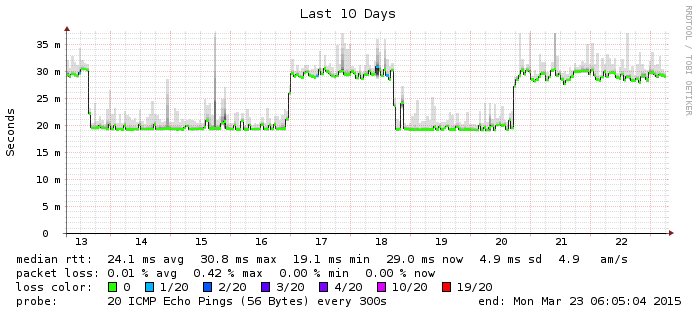 Last 10 Days
RRDTOOL / TOBI OETIKER
Seconds
35 m
30 m
25 m
20 m
15 m
10 m
5 m
0
13 14 15 16 17 18 19 20 21 22
median rtt: 24.1 ms avg 30.8 ms max 19.1 ms min 29.0 ms now 4.9 ms sd 4.9 am/s
packet loss: 0.01 % avg 0.42 % max 0.00 % min 0.00 % now
loss color: 0 1/20 2/20 3/20 4/20 10/20 19/20
probe: 20 ICMP Echo Pings (56 Bytes) every 300s end: Mon Mar 23 06:05:04 2015